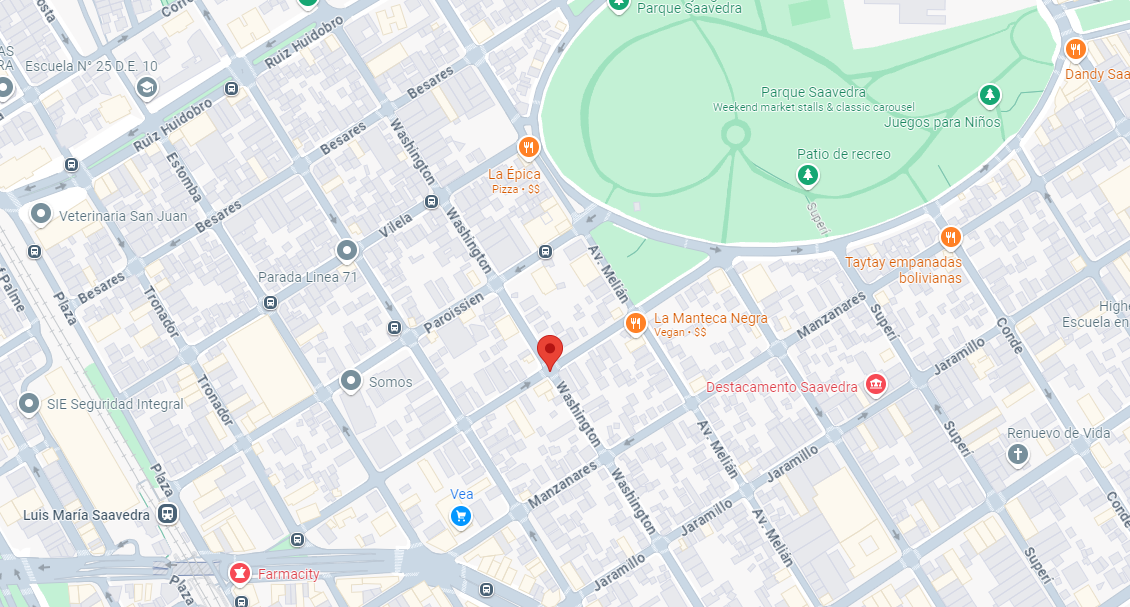 Parque Saavedra
Ruiz Huidobro
AS
RA
Escuela N° 25 D.E. 10
Besares
Dandy Saa
Parque Saavedra
Weekend market stalls & classic carousel
Juegos para Niños
Ruiz Huidobro
Besares
Washington
Patio de recreo
La Épica
Pizza • $$
Estomba
Veterinaria San Juan
Besares
Vilela
Washington
Superí
Av. Melián
Taytay empanadas
bolivianas
Parada Linea 71
Besares
Plaza
Tronador
Paroissien
La Manteca Negra
Vegan • $$
Manzanares
Superí
Conde
Highe
Escuela en
Jaramillo
Somos
Destacamento Saavedra
SIE Seguridad Integral
Tronador
Washington
Av. Melián
Superí
Renuevo de Vida
Jaramillo
Plaza
Vea
Manzanares
Washington
Luis María Saavedra
Jaramillo
Av. Melián
Conde
Farmacity
Plaza
Jaramillo
Superí